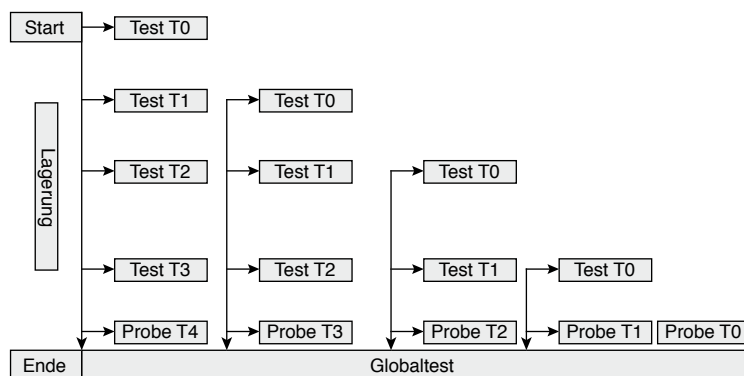 Start Test T0
Test T1 Test T0
Lagerung
Test T2 Test T1 Test T0
Test T3 Test T2 Test T1 Test T0
Probe T4 Probe T3 Probe T2 Probe T1 Probe T0
Ende Globaltest